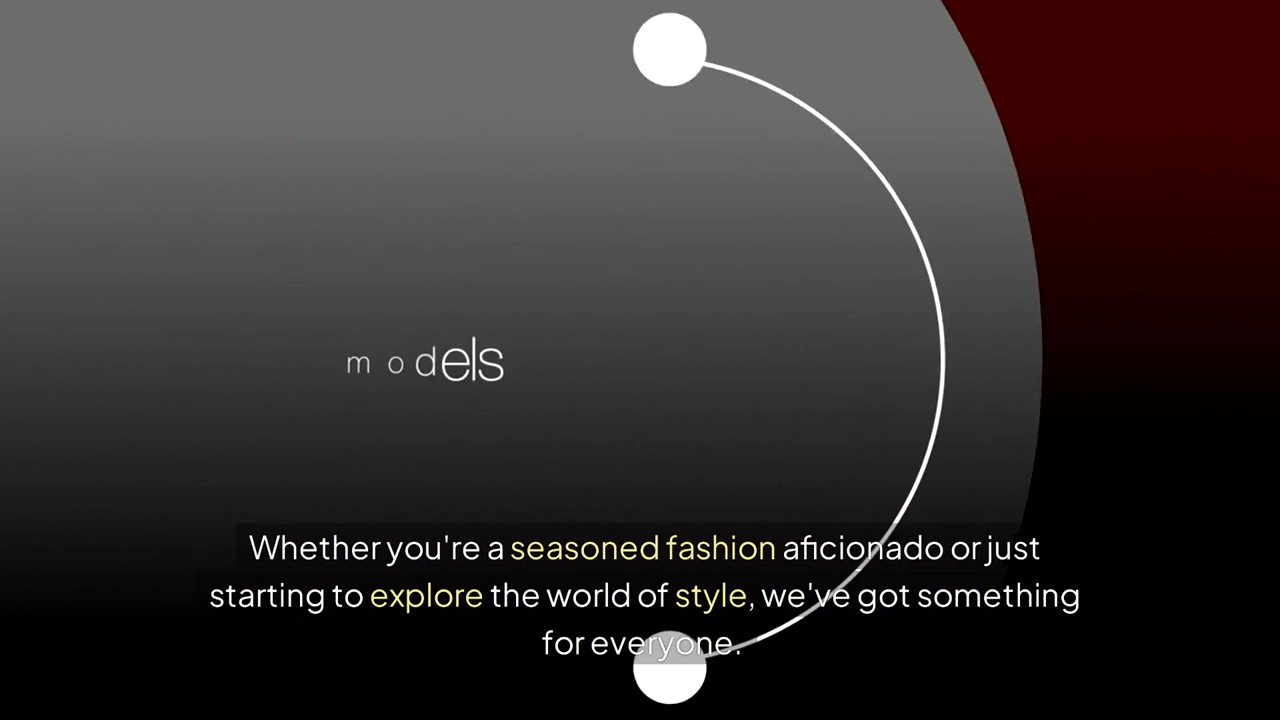 models
Whether you're a seasoned fashion aficionado or just
starting to explore the world of style, we've got something
for everyone.